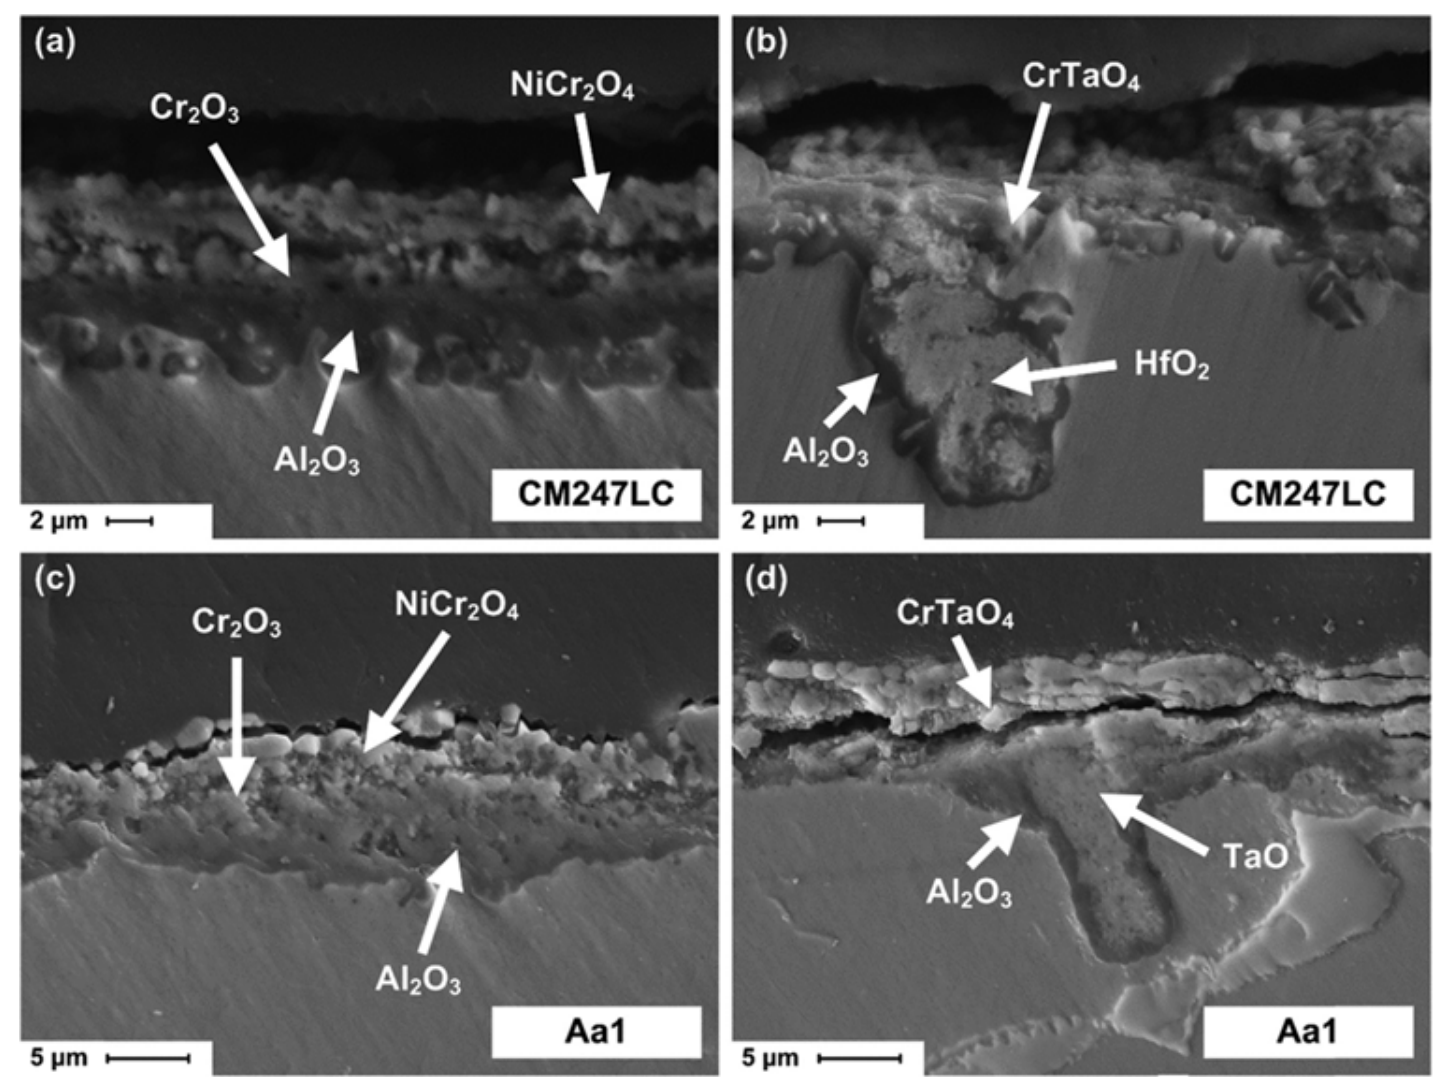 (a)
NiCr₂O₄
Cr₂O₃
Al₂O₃
CM247LC
2 µm
(b)
CrTaO₄
HfO₂
Al₂O₃
CM247LC
2 µm
(c)
NiCr₂O₄
Cr₂O₃
Al₂O₃
Aa1
5 µm
(d)
CrTaO₄
TaO
Al₂O₃
Aa1
5 µm